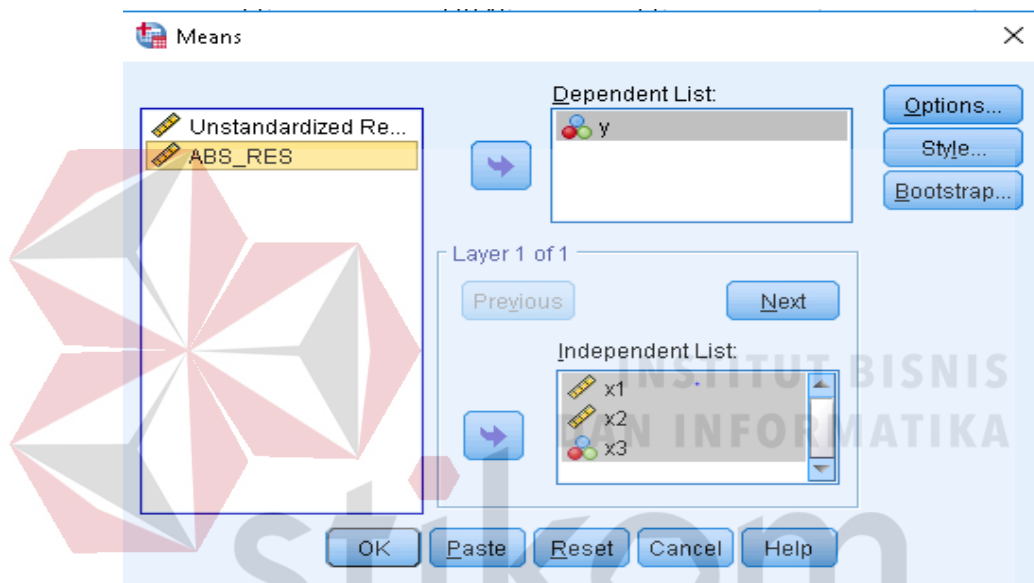 Means
Unstandardized Re...
ABS_RES
Dependent List:
y
Options...
Style...
Bootstrap...
Layer 1 of 1
Previous
Next
Independent List:
x1
x2
x3
INSTITUT BISNIS
DAN INFORMATIKA
stikom
OK
Paste
Reset
Cancel
Help